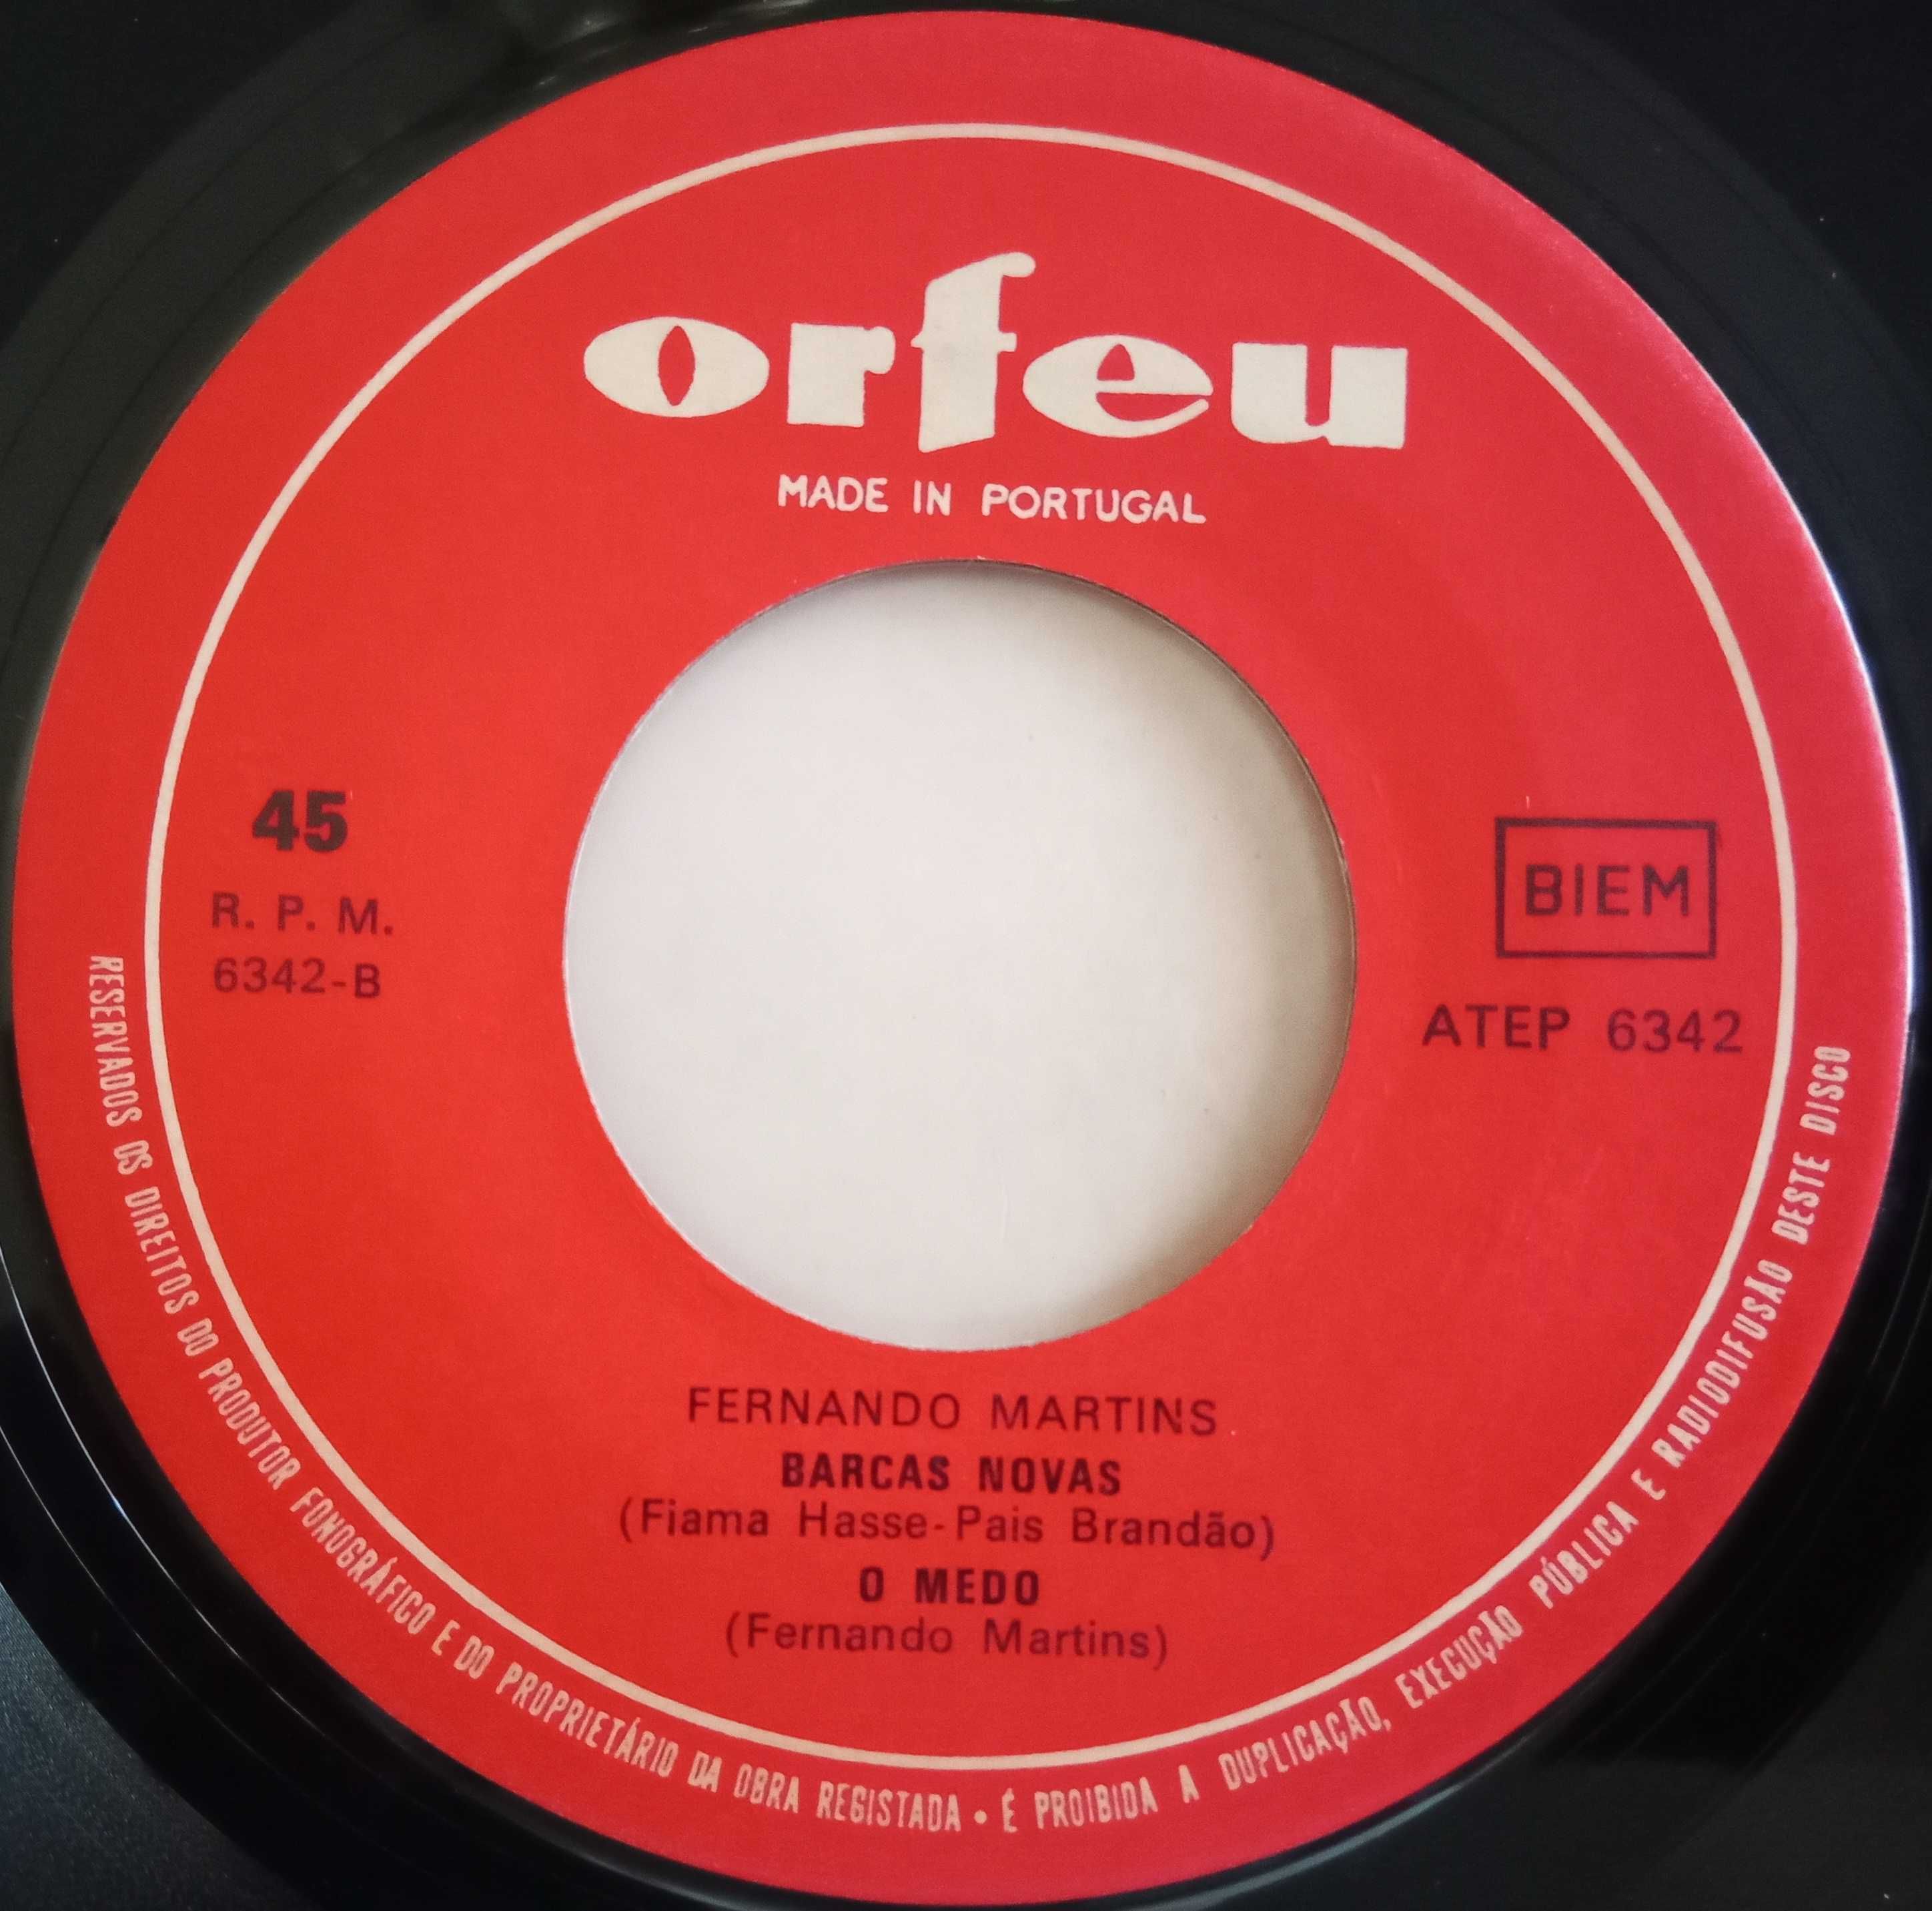 orfeu
MADE IN PORTUGAL
45
R. P. M.
6342-B
BIEM
ATEP 6342
FERNANDO MARTINS
BARCAS NOVAS
(Fiama Hasse-Pais Brandão)
O MEDO
(Fernando Martins)
RESERVADOS OS DIREITOS DO PRODUTOR FONOGRÁFICO E DO PROPRIETÁRIO DA OBRA REGISTADA • É PROIBIDA A DUPLICAÇÃO, EXECUÇÃO PÚBLICA E RADIODIFUSÃO DESTE DISCO